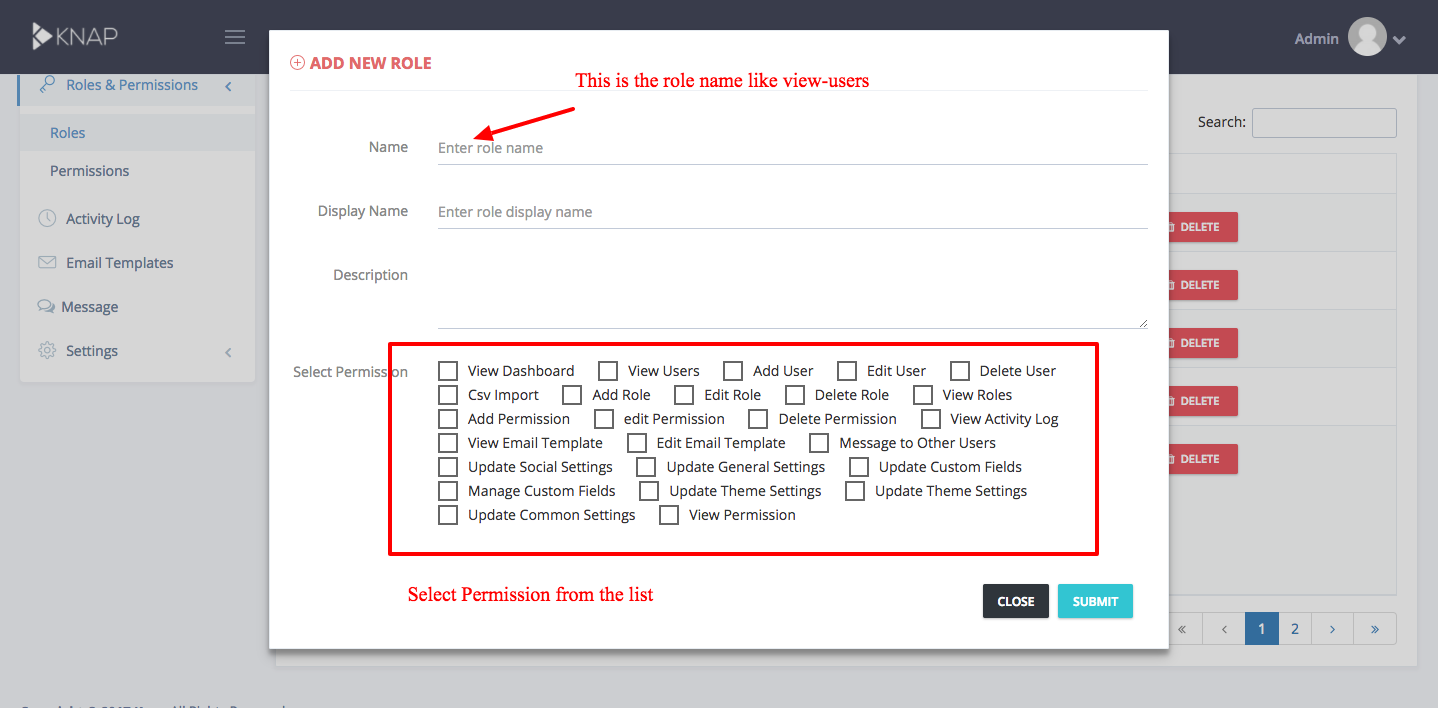 KNAP
Admin
ADD NEW ROLE
This is the role name like view-users
Roles & Permissions
Search:
Roles
Name Enter role name
Permissions
Display Name Enter role display name
Activity Log
DELETE
Email Templates
Description
DELETE
Message
Settings
DELETE
Select Permission View Dashboard View Users Add User Edit User Delete User
Csv Import Add Role Edit Role Delete Role View Roles
DELETE
Add Permission edit Permission Delete Permission View Activity Log
View Email Template Edit Email Template Message to Other Users
DELETE
Update Social Settings Update General Settings Update Custom Fields
Manage Custom Fields Update Theme Settings Update Theme Settings
Update Common Settings View Permission
Select Permission from the list
CLOSE SUBMIT
« ‹ 1 2 › »